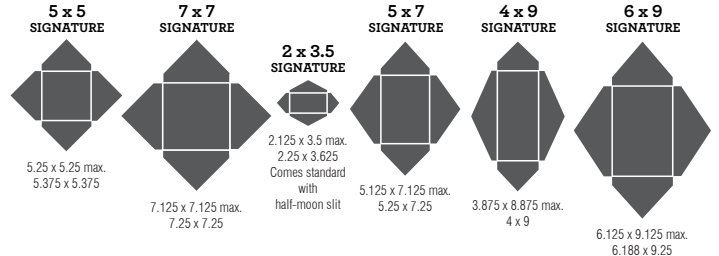 5 x 5
SIGNATURE
5.25 x 5.25 max.
5.375 x 5.375
7 x 7
SIGNATURE
7.125 x 7.125 max.
7.25 x 7.25
2 x 3.5
SIGNATURE
2.125 x 3.5 max.
2.25 x 3.625
Comes standard
with
half-moon slit
5 x 7
SIGNATURE
5.125 x 7.125 max.
5.25 x 7.25
4 x 9
SIGNATURE
3.875 x 8.875 max.
4 x 9
6 x 9
SIGNATURE
6.125 x 9.125 max.
6.188 x 9.25